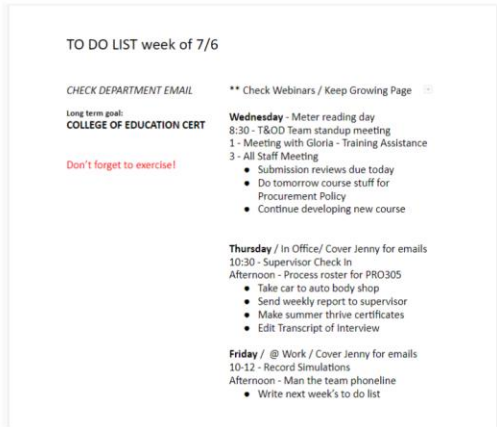 TO DO LIST week of 7/6
CHECK DEPARTMENT EMAIL
Long term goal:
COLLEGE OF EDUCATION CERT
Don't forget to exercise!
** Check Webinars / Keep Growing Page
Wednesday - Meter reading day
8:30 - T&OD Team standup meeting
1 - Meeting with Gloria - Training Assistance
3 - All Staff Meeting
● Submission reviews due today
● Do tomorrow course stuff for
Procurement Policy
● Continue developing new course
Thursday / In Office/ Cover Jenny for emails
10:30 - Supervisor Check In
Afternoon - Process roster for PRO305
● Take car to auto body shop
● Send weekly report to supervisor
● Make summer thrive certificates
● Edit Transcript of Interview
Friday / @ Work / Cover Jenny for emails
10-12 - Record Simulations
Afternoon - Man the team phoneline
● Write next week's to do list